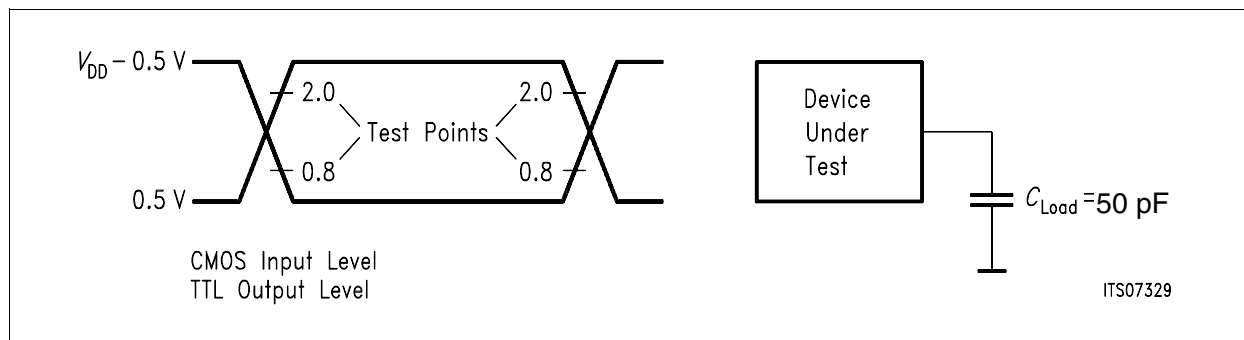 V_DD – 0.5 V
2.0
2.0
Test Points
0.8
0.8
0.5 V
CMOS Input Level
TTL Output Level
Device
Under
Test
C_Load = 50 pF
ITS07329